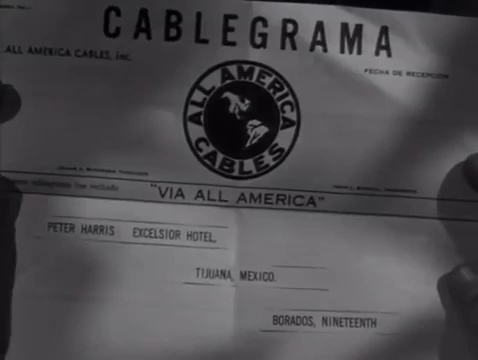 CABLEGRAMA
ALL AMERICA CABLES, Inc.
FECHA DE RECEPCION
ALL AMERICA
CABLES
"VIA ALL AMERICA"
PETER HARRIS EXCELSIOR HOTEL,
TIJUANA, MEXICO.
BORADOS, NINETEENTH